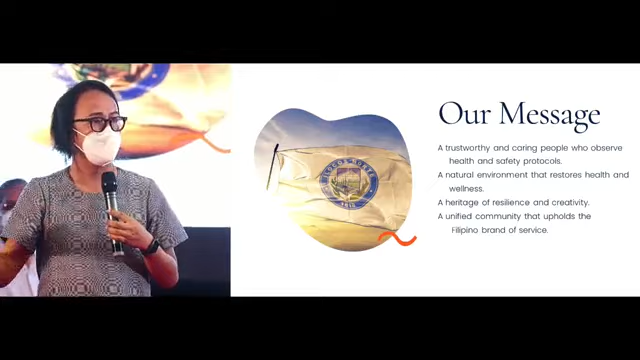 Our Message
A trustworthy and caring people who observe
health and safety protocols.
A natural environment that restores health and
wellness.
A heritage of resilience and creativity.
A unified community that upholds the
Filipino brand of service.